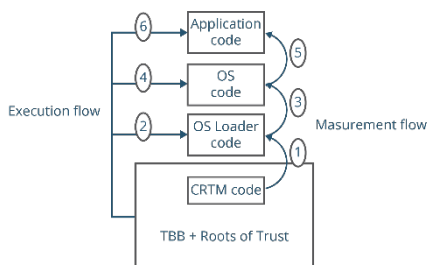 6
Application
code
5
4
OS
code
Execution flow
3
Masurement flow
2
OS Loader
code
1
CRTM code
TBB + Roots of Trust